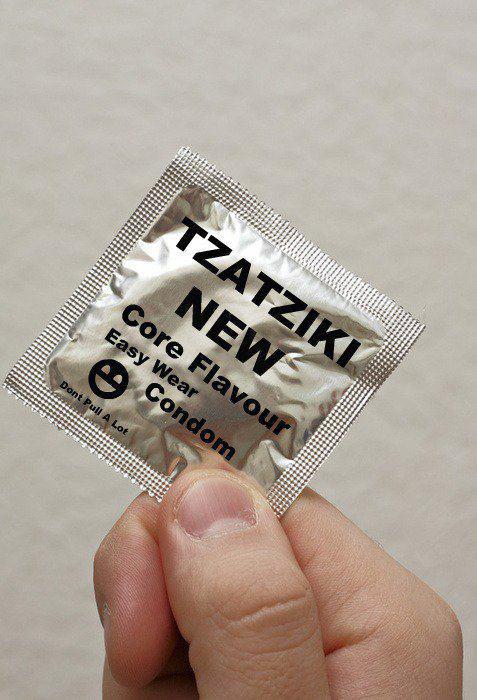 TZATZIKI
NEW
Core Flavour
Easy Wear
Condom
Dont Pull A Lot